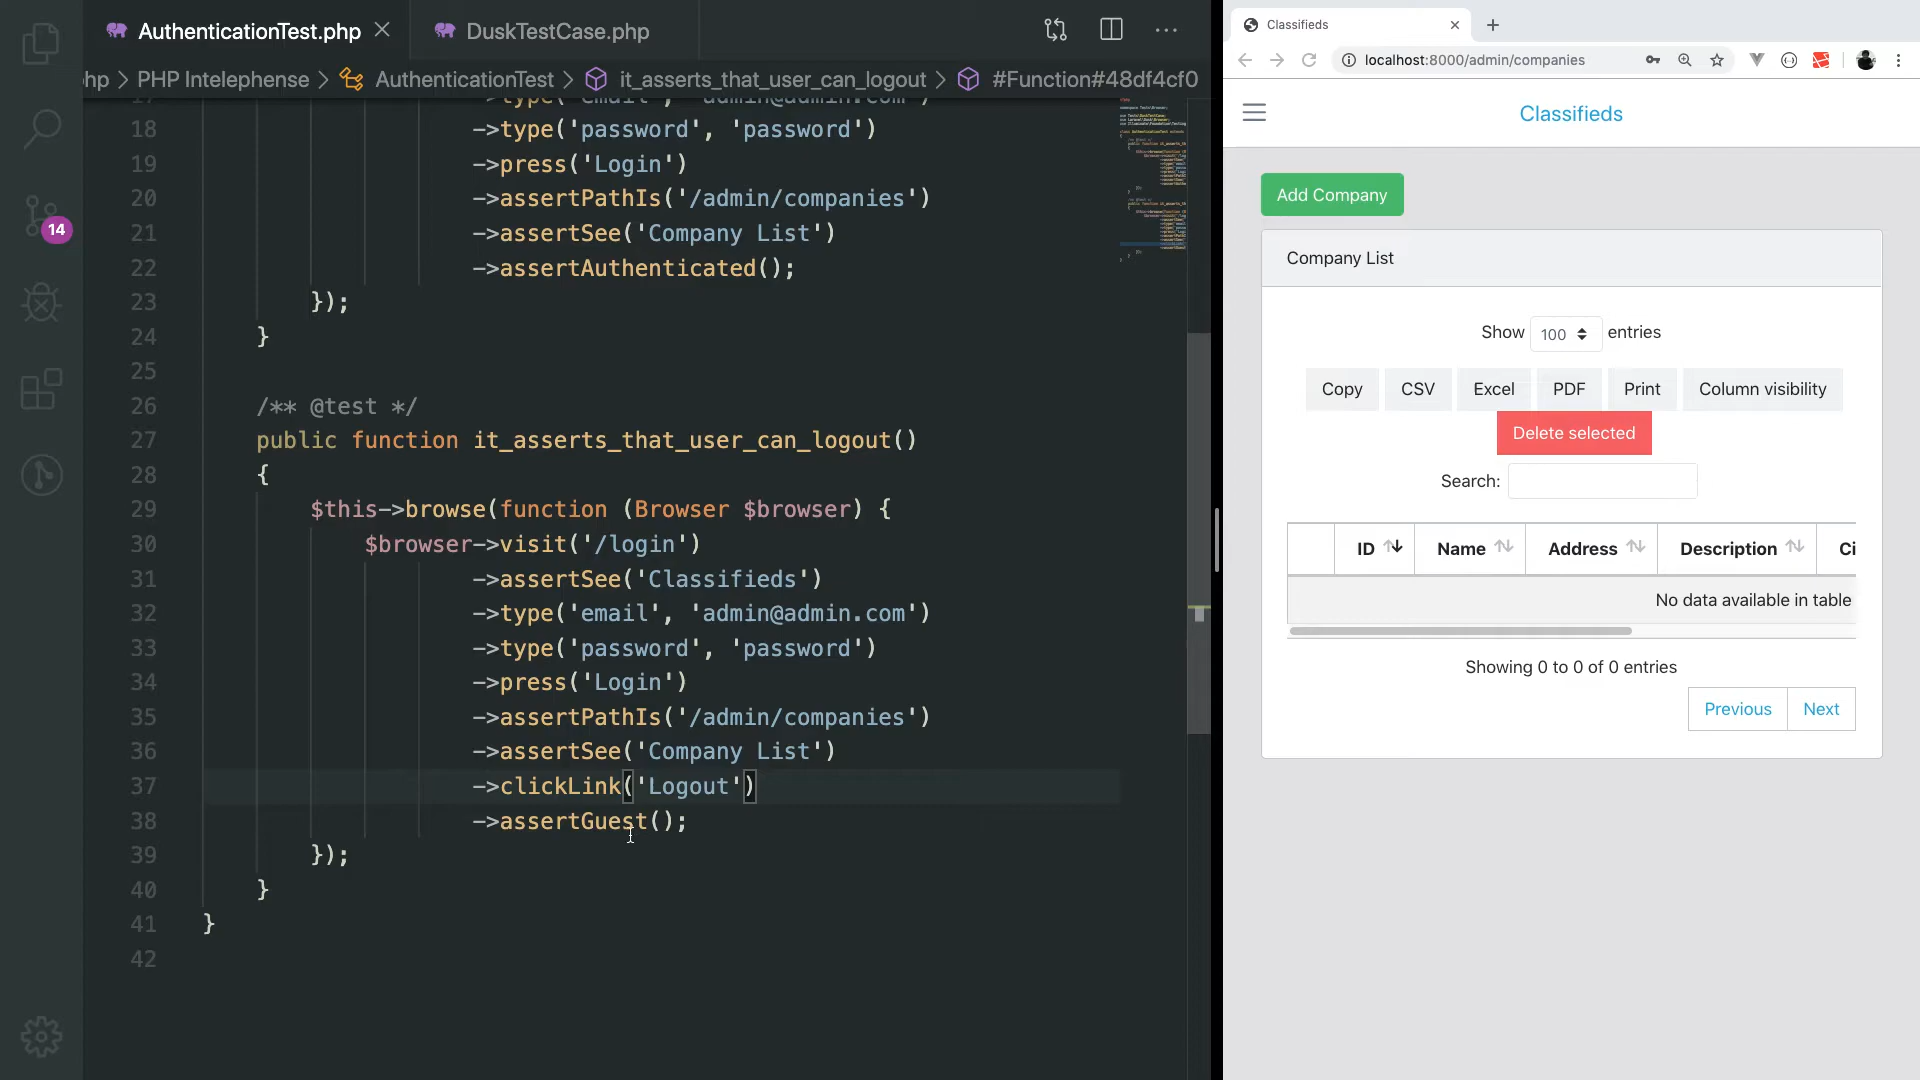 AuthenticationTest.php
DuskTestCase.php
hp > PHP Intelephense > AuthenticationTest > it_asserts_that_user_can_logout > #Function#48df4cf0
17 ->type('email', 'admin@admin.com')
18 ->type('password', 'password')
19 ->press('Login')
20 ->assertPathIs('/admin/companies')
21 ->assertSee('Company List')
22 ->assertAuthenticated();
23 });
24 }
25
26 /** @test */
27 public function it_asserts_that_user_can_logout()
28 {
29 $this->browse(function (Browser $browser) {
30 $browser->visit('/login')
31 ->assertSee('Classifieds')
32 ->type('email', 'admin@admin.com')
33 ->type('password', 'password')
34 ->press('Login')
35 ->assertPathIs('/admin/companies')
36 ->assertSee('Company List')
37 ->clickLink('Logout')
38 ->assertGuest();
39 });
40 }
41 }
42
14
Classifieds
localhost:8000/admin/companies
Classifieds
Add Company
Company List
Show 100 entries
Copy CSV Excel PDF Print Column visibility
Delete selected
Search:
ID Name Address Description Ci
No data available in table
Showing 0 to 0 of 0 entries
Previous Next